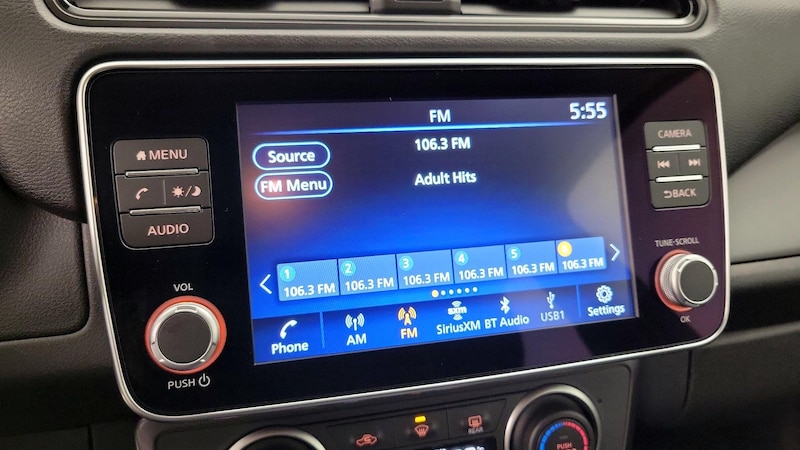 FM
5:55
106.3 FM
Source
FM Menu
Adult Hits
1
106.3 FM
2
106.3 FM
3
106.3 FM
4
106.3 FM
5
106.3 FM
106.3 FM
Phone
AM
FM
sxm
SiriusXM
BT Audio
USB1
Settings
MENU
AUDIO
VOL
PUSH
CAMERA
BACK
TUNE-SCROLL
OK
REAR